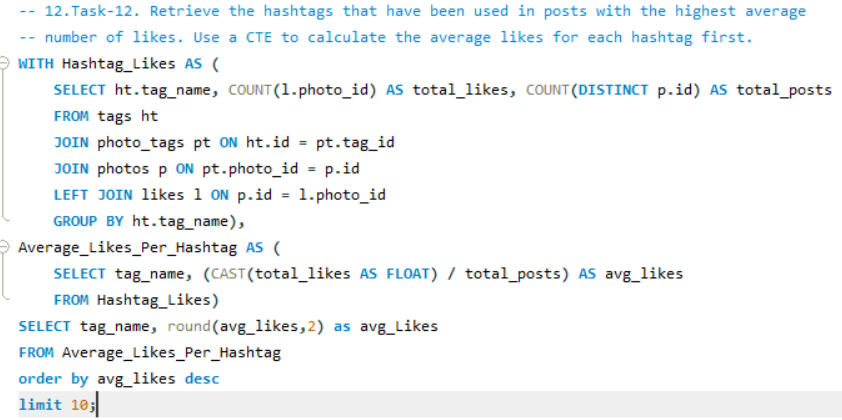 -- 12.Task-12. Retrieve the hashtags that have been used in posts with the highest average
-- number of likes. Use a CTE to calculate the average likes for each hashtag first.
WITH Hashtag_Likes AS (
SELECT ht.tag_name, COUNT(l.photo_id) AS total_likes, COUNT(DISTINCT p.id) AS total_posts
FROM tags ht
JOIN photo_tags pt ON ht.id = pt.tag_id
JOIN photos p ON pt.photo_id = p.id
LEFT JOIN likes l ON p.id = l.photo_id
GROUP BY ht.tag_name),
Average_Likes_Per_Hashtag AS (
SELECT tag_name, (CAST(total_likes AS FLOAT) / total_posts) AS avg_likes
FROM Hashtag_Likes)
SELECT tag_name, round(avg_likes,2) as avg_Likes
FROM Average_Likes_Per_Hashtag
order by avg_likes desc
limit 10;